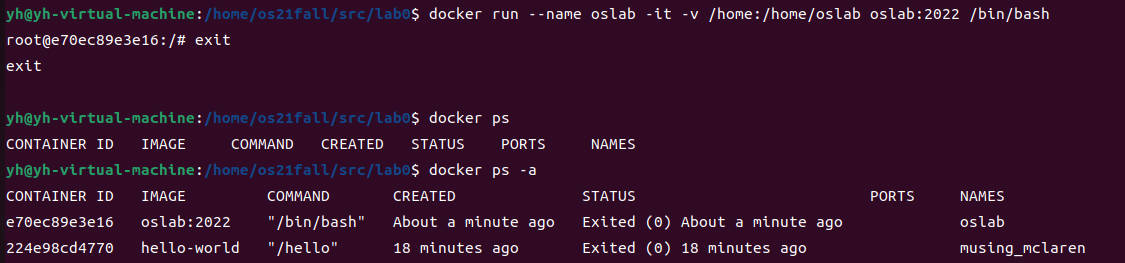 yh@yh-virtual-machine:/home/os21fall/src/lab0$ docker run --name oslab -it -v /home:/home/oslab oslab:2022 /bin/bash
root@e70ec89e3e16:/# exit
exit
yh@yh-virtual-machine:/home/os21fall/src/lab0$ docker ps
CONTAINER ID   IMAGE     COMMAND   CREATED   STATUS    PORTS     NAMES
yh@yh-virtual-machine:/home/os21fall/src/lab0$ docker ps -a
CONTAINER ID   IMAGE         COMMAND       CREATED              STATUS                          PORTS     NAMES
e70ec89e3e16   oslab:2022    "/bin/bash"   About a minute ago   Exited (0) About a minute ago             oslab
224e98cd4770   hello-world   "/hello"      18 minutes ago       Exited (0) 18 minutes ago                 musing_mclaren